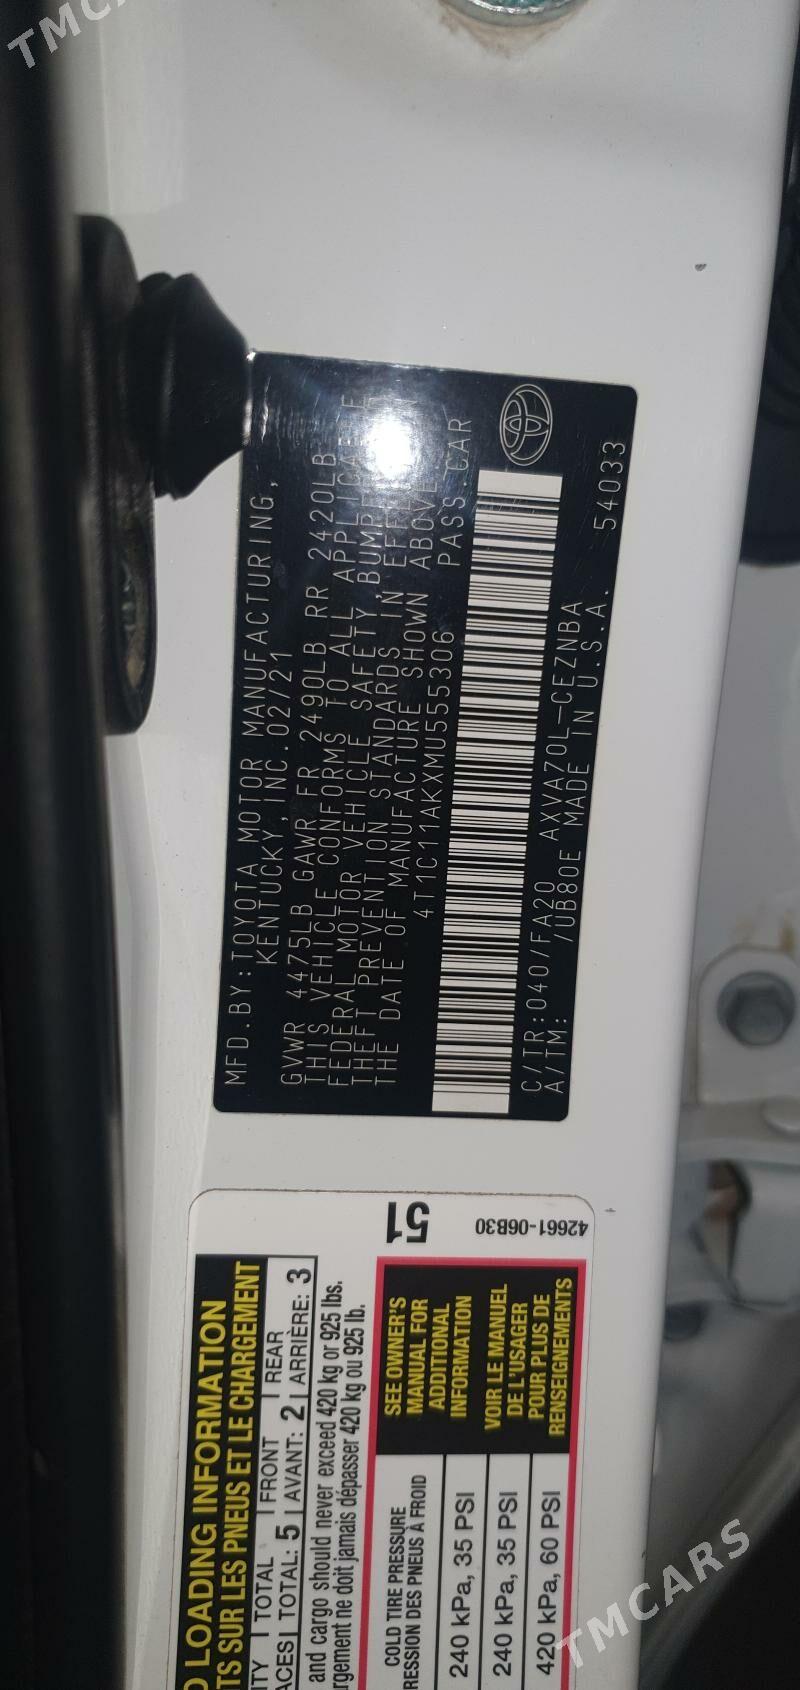 TMCA
MFD.BY:TOYOTA MOTOR MANUFACTURING,
KENTUCKY,INC.02/21
GVWR 4475LB GAWR FR 2490LB RR 2420LB
THIS VEHICLE CONFORMS TO ALL APPLICABLE
FEDERAL MOTOR VEHICLE SAFETY,BUMPE
THEFT PREVENTION STANDARDS IN EFF
THE DATE OF MANUFACTURE SHOWN ABOVE
4T1C11AKXMU555306 PASS CAR
C/TR:040/FA20 AXVA70L-CEZNBA
A/TM: /UB80E MADE IN U.S.A. 54033
51
42661-06B30
D LOADING INFORMATION
TS SUR LES PNEUS ET LE CHARGEMENT
ITY TOTAL FRONT REAR
ACES TOTAL: 5 AVANT: 2 ARRIÈRE: 3
and cargo should never exceed 420 kg or 925 lbs.
rgement ne doit jamais dépasser 420 kg ou 925 lb.
COLD TIRE PRESSURE
RESSION DES PNEUS À FROID
240 kPa, 35 PSI
240 kPa, 35 PSI
420 kPa, 60 PSI
SEE OWNER'S
MANUAL FOR
ADDITIONAL
INFORMATION
VOIR LE MANUEL
DE L'USAGER
POUR PLUS DE
RENSEIGNEMENTS
TMCARS